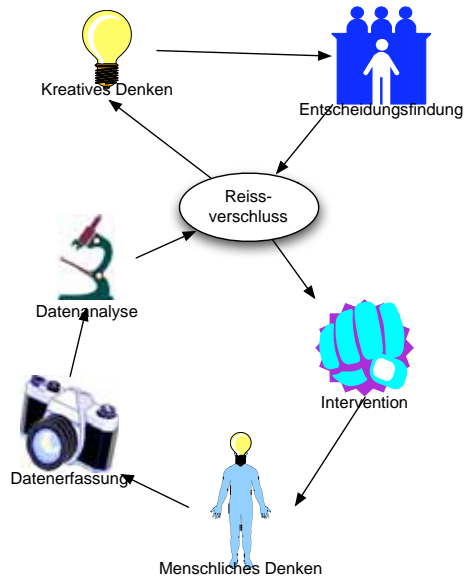 Kreatives Denken
Entscheidungsfindung
Reiss-
verschluss
Datenanalyse
Intervention
Datenerfassung
Menschliches Denken